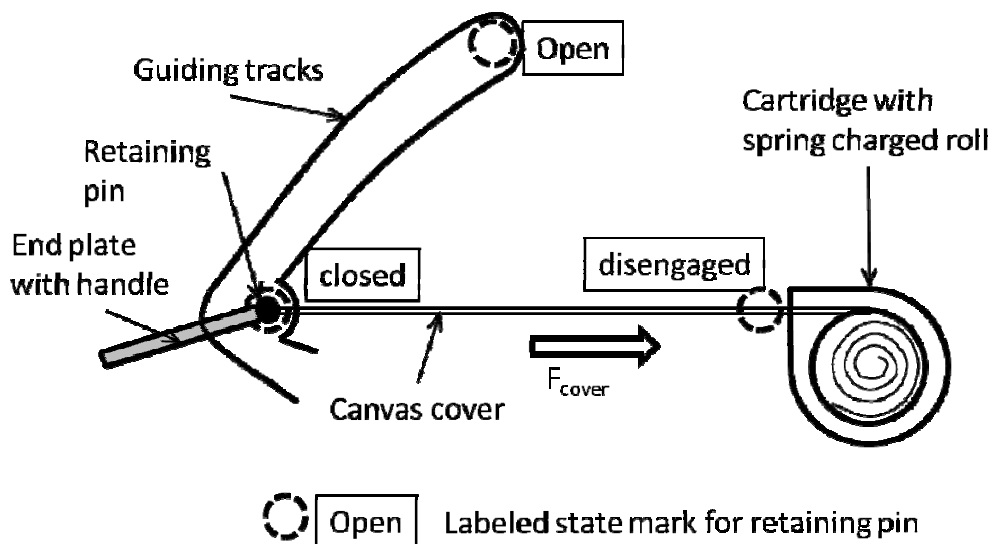 Open
Guiding tracks
Cartridge with
spring charged roll
Retaining
pin
End plate
with handle
closed
disengaged
F_cover
Canvas cover
Open
Labeled state mark for retaining pin